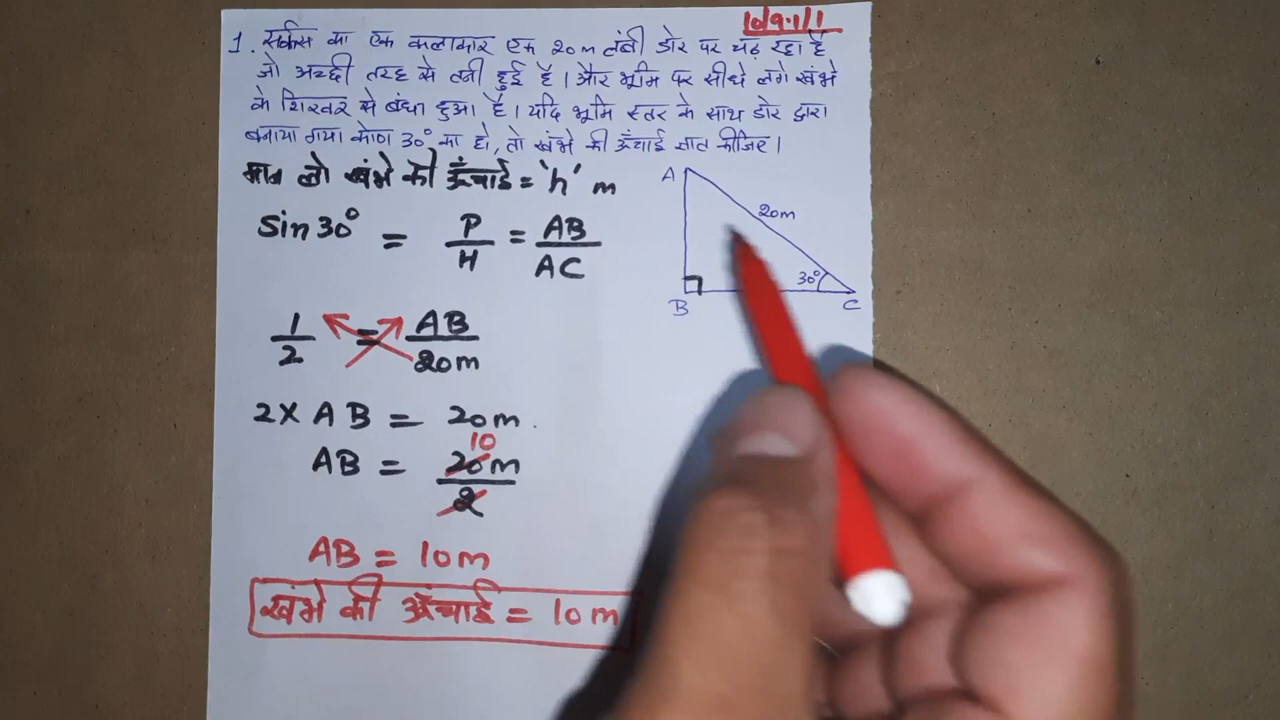 10/9.1/1
1. सर्कस का एक कलाकार एक 20m लंबी डोर पर चढ़ रहा है
जो अच्छी तरह से तनी हुई है। और भूमि पर सीधे लगे खंभे
के शिखर से बंधा हुआ है। यदि भूमि स्तर के साथ डोर द्वारा
बनाया गया कोण 30° का हो, तो खंभे की ऊँचाई ज्ञात कीजिए।
मान लो खंभे की ऊँचाई = 'h' m
A
20m
30°
B
C
Sin 30° = P/H = AB/AC
1/2 = AB/20m
2 X AB = 20m.
10
AB = 20m/2
AB = 10m
खंभे की ऊँचाई = 10m